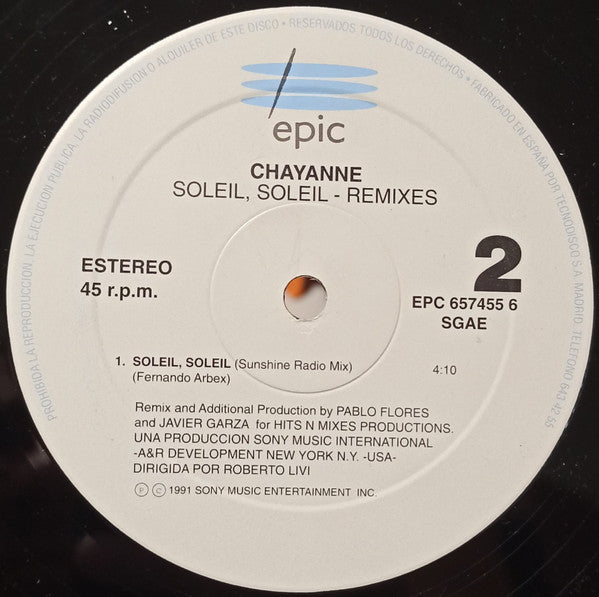 PROHIBIDA LA REPRODUCCION, LA EJECUCION PUBLICA, LA RADIODIFUSION O ALQUILER DE ESTE DISCO • RESERVADOS TODOS LOS DERECHOS • FABRICADO EN ESPAÑA POR TECNODISCO S A. MADRID. TELEFONO 643 42 66
epic
CHAYANNE
SOLEIL, SOLEIL - REMIXES
ESTEREO
45 r.p.m.
2
EPC 657455 6
SGAE
1. SOLEIL, SOLEIL (Sunshine Radio Mix) 4:10
(Fernando Arbex)
Remix and Additional Production by PABLO FLORES
and JAVIER GARZA for HITS N MIXES PRODUCTIONS.
UNA PRODUCCION SONY MUSIC INTERNATIONAL
-A&R DEVELOPMENT NEW YORK N.Y. -USA-
DIRIGIDA POR ROBERTO LIVI
Ⓟ © 1991 SONY MUSIC ENTERTAINMENT INC.